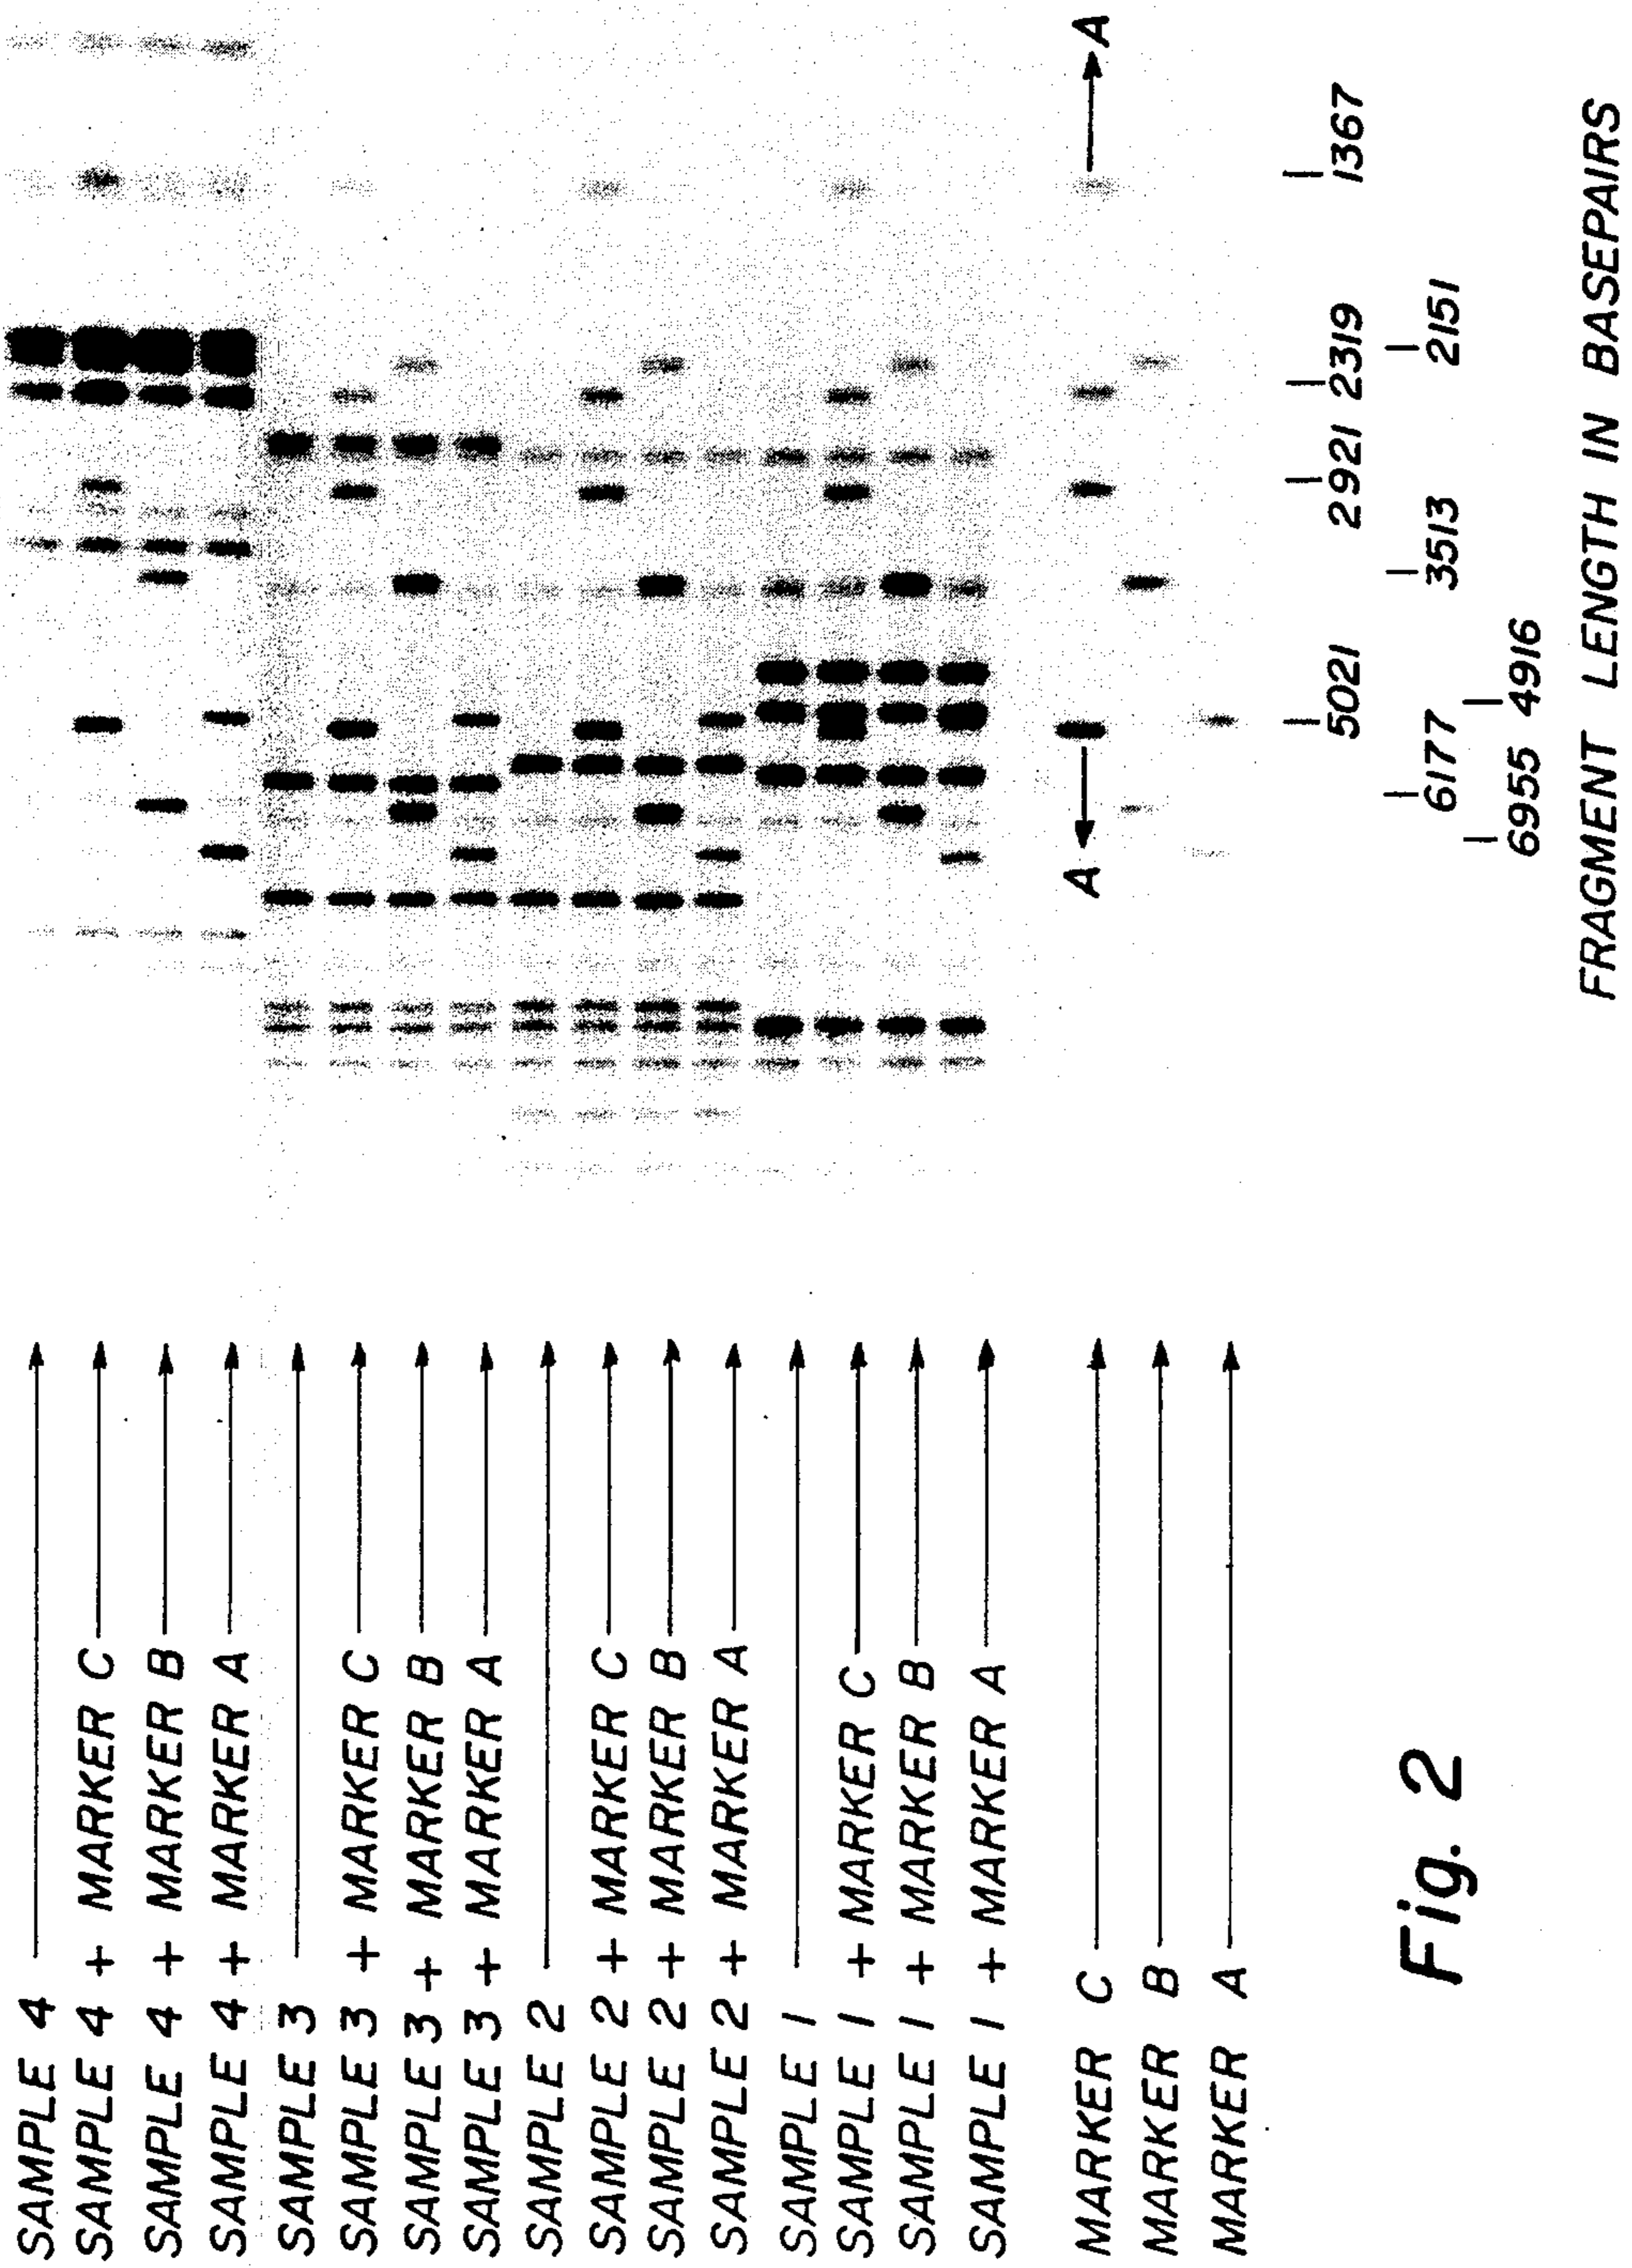 SAMPLE 4
SAMPLE 4 + MARKER C
SAMPLE 4 + MARKER B
SAMPLE 4 + MARKER A
SAMPLE 3
SAMPLE 3 + MARKER C
SAMPLE 3 + MARKER B
SAMPLE 3 + MARKER A
SAMPLE 2
SAMPLE 2 + MARKER C
SAMPLE 2 + MARKER B
SAMPLE 2 + MARKER A
SAMPLE 1
SAMPLE 1 + MARKER C
SAMPLE 1 + MARKER B
SAMPLE 1 + MARKER A
MARKER C
MARKER B
MARKER A
A A
5021 2921 2319 1367
6177 3513 2151
6955 4916
FRAGMENT LENGTH IN BASEPAIRS
Fig. 2